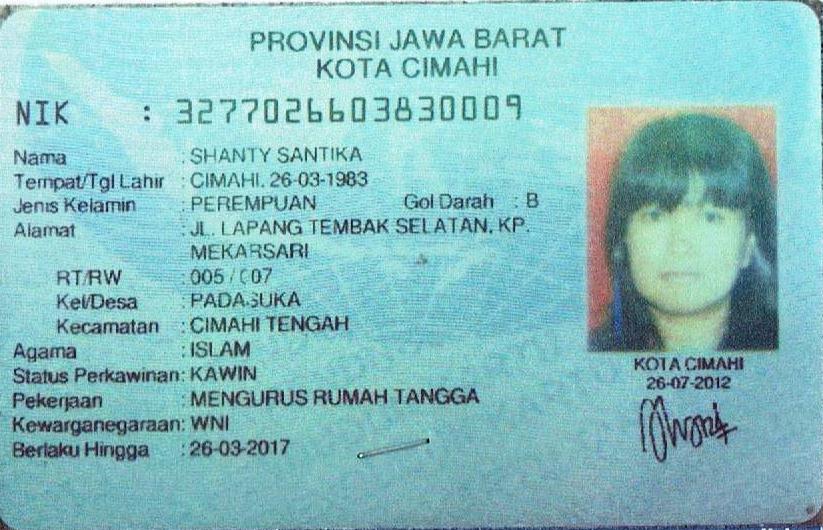 PROVINSI JAWA BARAT
KOTA CIMAHI
NIK : 3277026603830009
Nama : SHANTY SANTIKA
Tempat/Tgl Lahir : CIMAHI, 26-03-1983
Jenis Kelamin : PEREMPUAN Gol Darah : B
Alamat : JL. LAPANG TEMBAK SELATAN, KP.
MEKARSARI
RT/RW : 005 / 007
Kel/Desa : PADASUKA
Kecamatan : CIMAHI TENGAH
Agama : ISLAM
Status Perkawinan: KAWIN
Pekerjaan : MENGURUS RUMAH TANGGA
Kewarganegaraan: WNI
Berlaku Hingga : 26-03-2017
KOTA CIMAHI
26-07-2012